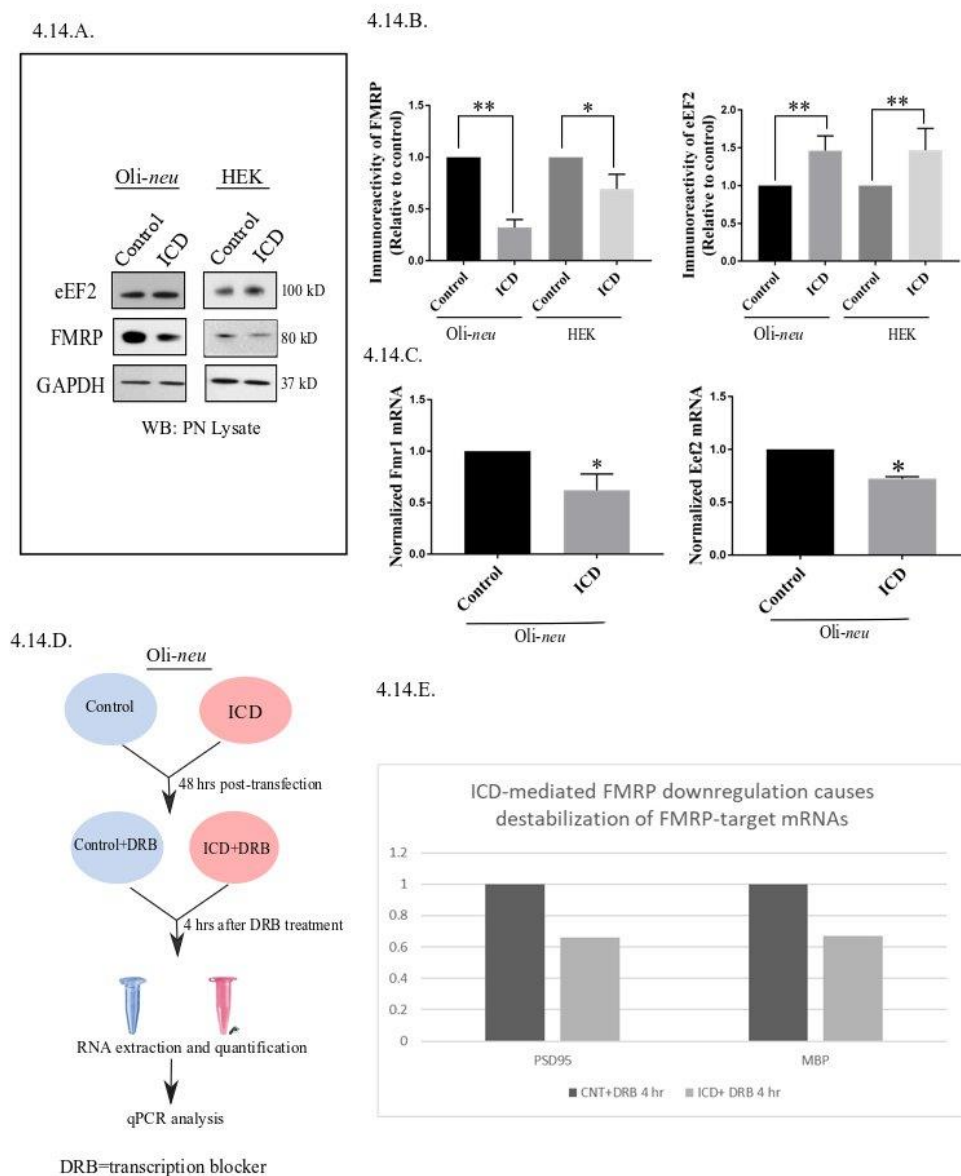 4.14.A.
Oli-neu HEK
Control ICD Control ICD
eEF2 100 kD
FMRP 80 kD
GAPDH 37 kD
WB: PN Lysate
4.14.B.
Immunoreactivity of FMRP
(Relative to control)
1.5
1.0
0.5
0.0
** *
Control ICD Control ICD
Oli-neu HEK
Immunoreactivity of eEF2
(Relative to control)
2.0
1.5
1.0
0.5
0.0
** **
Control ICD Control ICD
Oli-neu HEK
4.14.C.
Normalized Fmr1 mRNA
1.5
1.0
0.5
0.0
*
Control ICD
Oli-neu
Normalized Eef2 mRNA
1.5
1.0
0.5
0.0
*
Control ICD
Oli-neu
4.14.D.
Oli-neu
Control ICD
48 hrs post-transfection
Control+DRB ICD+DRB
4 hrs after DRB treatment
RNA extraction and quantification
qPCR analysis
DRB=transcription blocker
4.14.E.
ICD-mediated FMRP downregulation causes
destabilization of FMRP-target mRNAs
1.2
1
0.8
0.6
0.4
0.2
0
PSD95 MBP
CNT+DRB 4 hr ICD+ DRB 4 hr